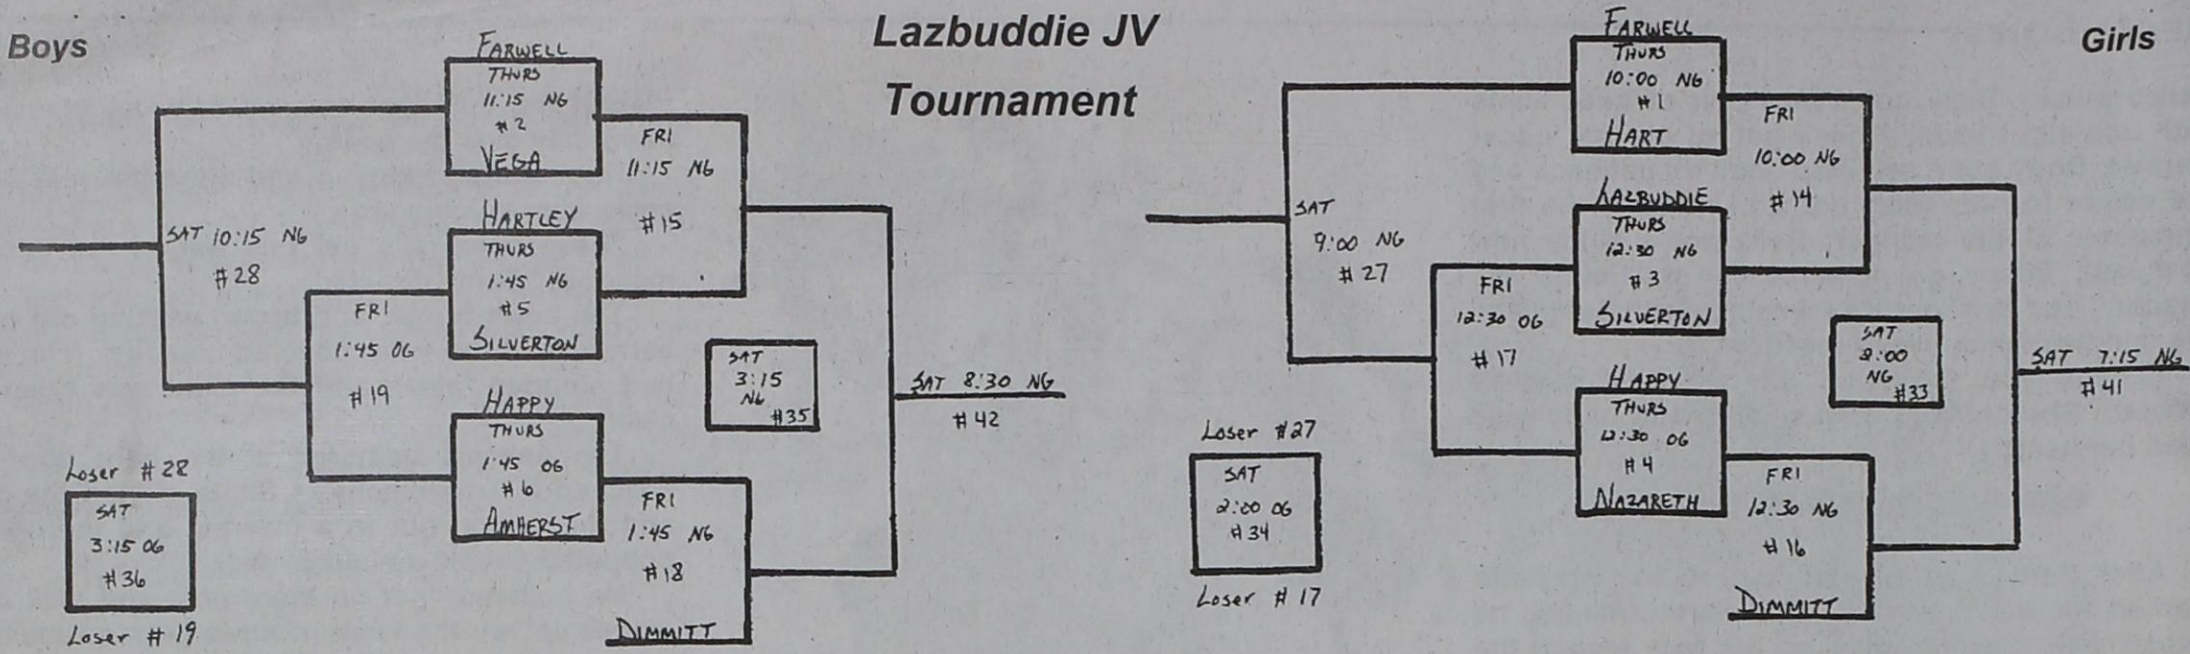 Boys
Lazbuddie JV
Tournament
Girls
FARWELL
THURS
11:15 NG
#2
VEGA
FRI
11:15 NG
#15
HARTLEY
THURS
1:45 NG
#5
SILVERTON
SAT 10:15 NG
#28
FRI
1:45 OG
#19
HAPPY
THURS
1:45 OG
#6
AMHERST
FRI
1:45 NG
#18
DIMMITT
SAT
3:15
NG
#35
SAT 8:30 NG
#42
Loser #28
SAT
3:15 OG
#36
Loser #19
FARWELL
THURS
10:00 NG
#1
HART
FRI
10:00 NG
#14
LAZBUDDIE
THURS
12:30 NG
#3
SILVERTON
SAT
9:00 NG
#27
FRI
12:30 OG
#17
HAPPY
THURS
12:30 OG
#4
NAZARETH
FRI
12:30 NG
#16
DIMMITT
SAT
2:00
NG
#33
SAT 7:15 NG
#41
Loser #27
SAT
2:00 OG
#34
Loser #17